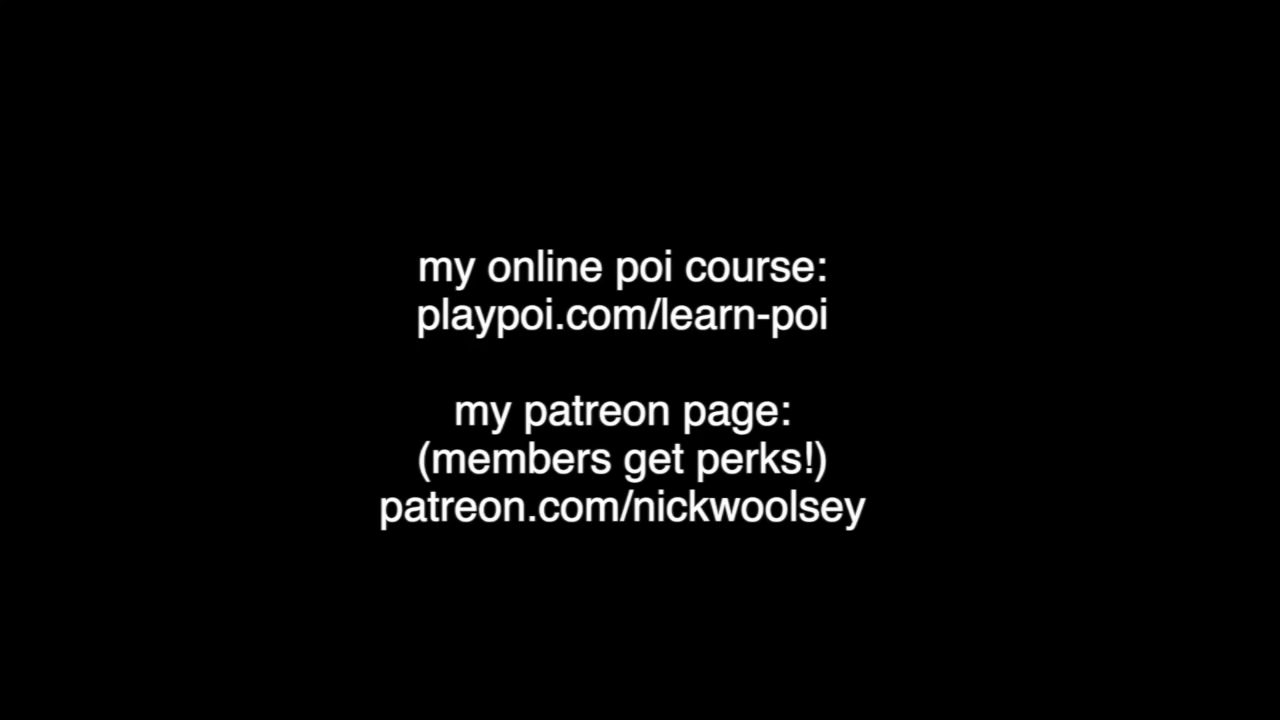 my online poi course:
playpoi.com/learn-poi
my patreon page:
(members get perks!)
patreon.com/nickwoolsey